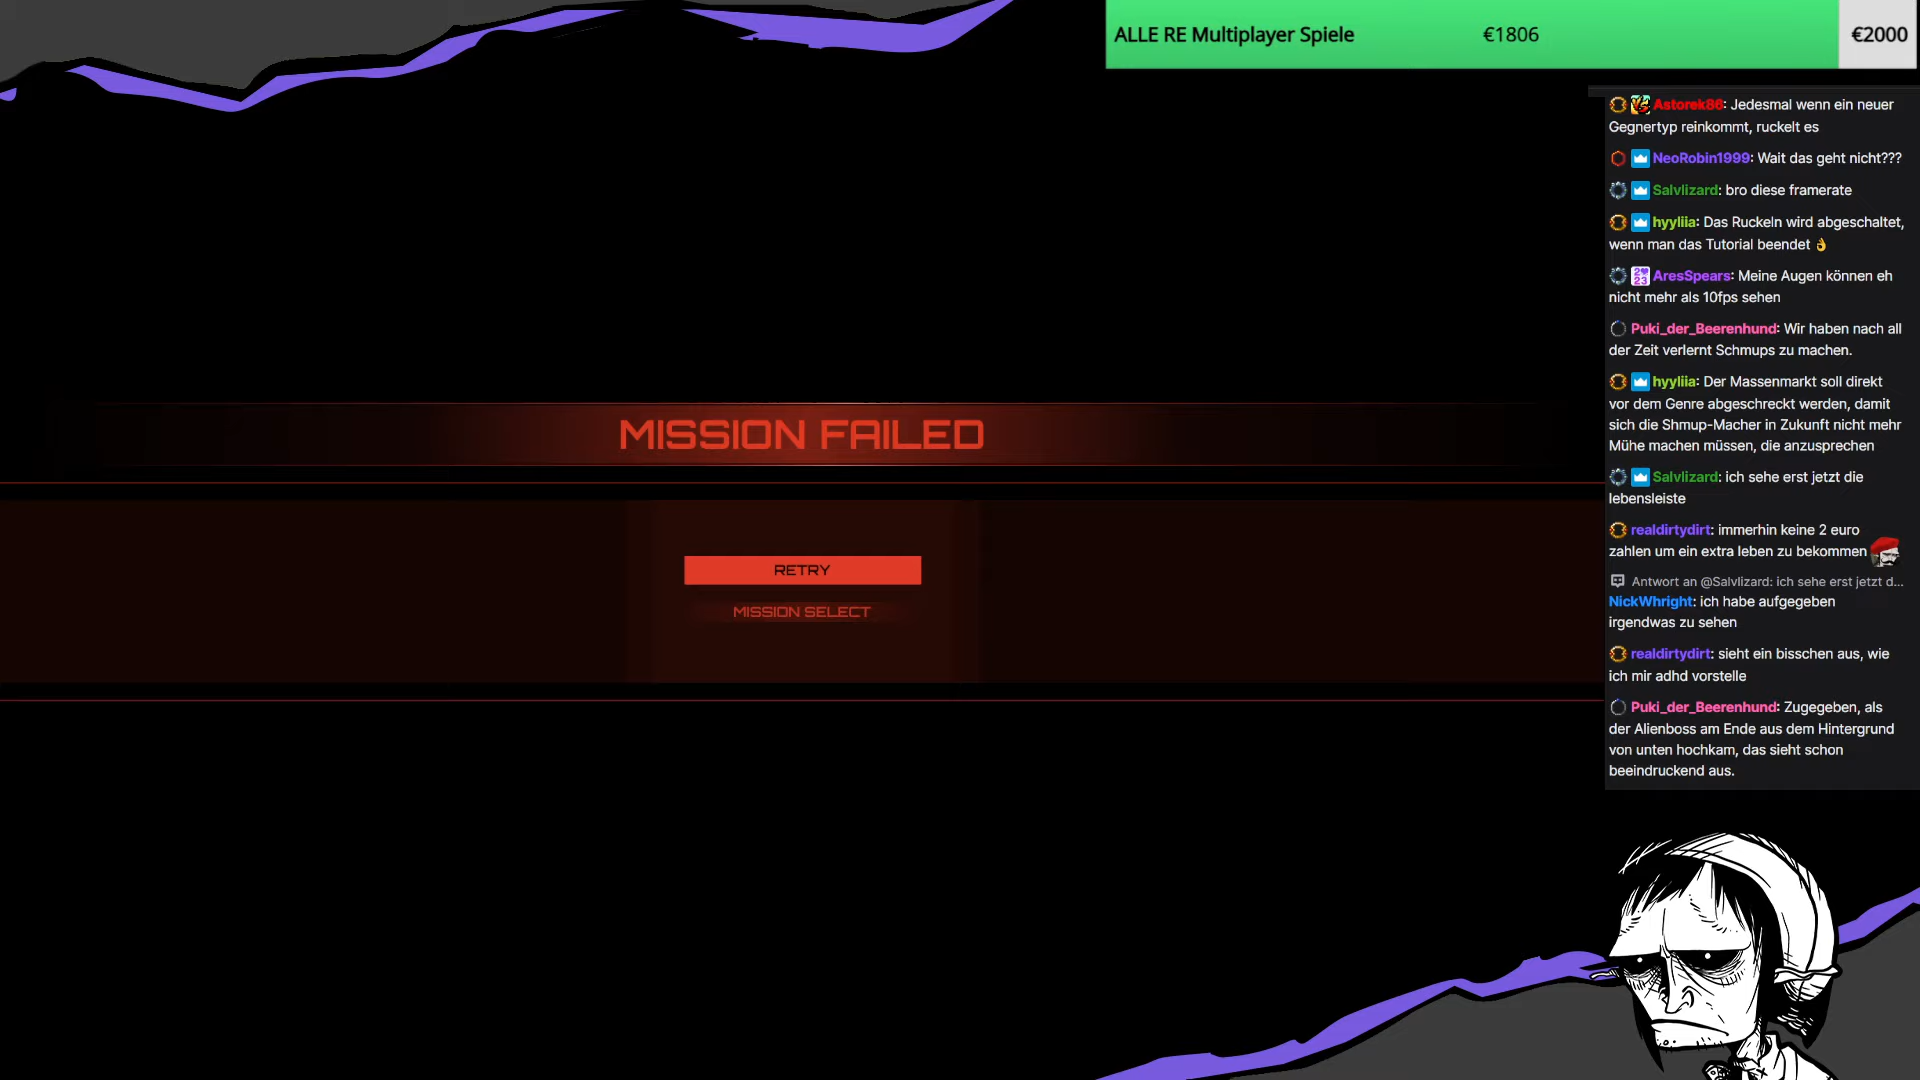 ALLE RE Multiplayer Spiele €1806 €2000
Astorek86: Jedesmal wenn ein neuer
Gegnertyp reinkommt, ruckelt es
NeoRobin1999: Wait das geht nicht???
Salvlizard: bro diese framerate
hyyliia: Das Ruckeln wird abgeschaltet,
wenn man das Tutorial beendet 👌
AresSpears: Meine Augen können eh
nicht mehr als 10fps sehen
Puki_der_Beerenhund: Wir haben nach all
der Zeit verlernt Schmups zu machen.
hyyliia: Der Massenmarkt soll direkt
vor dem Genre abgeschreckt werden, damit
sich die Shmup-Macher in Zukunft nicht mehr
Mühe machen müssen, die anzusprechen
Salvlizard: ich sehe erst jetzt die
lebensleiste
realdirtydirt: immerhin keine 2 euro
zahlen um ein extra leben zu bekommen
Antwort an @Salvlizard: ich sehe erst jetzt d...
NickWhright: ich habe aufgegeben
irgendwas zu sehen
realdirtydirt: sieht ein bisschen aus, wie
ich mir adhd vorstelle
Puki_der_Beerenhund: Zugegeben, als
der Alienboss am Ende aus dem Hintergrund
von unten hochkam, das sieht schon
beeindruckend aus.
MISSION FAILED
RETRY
MISSION SELECT